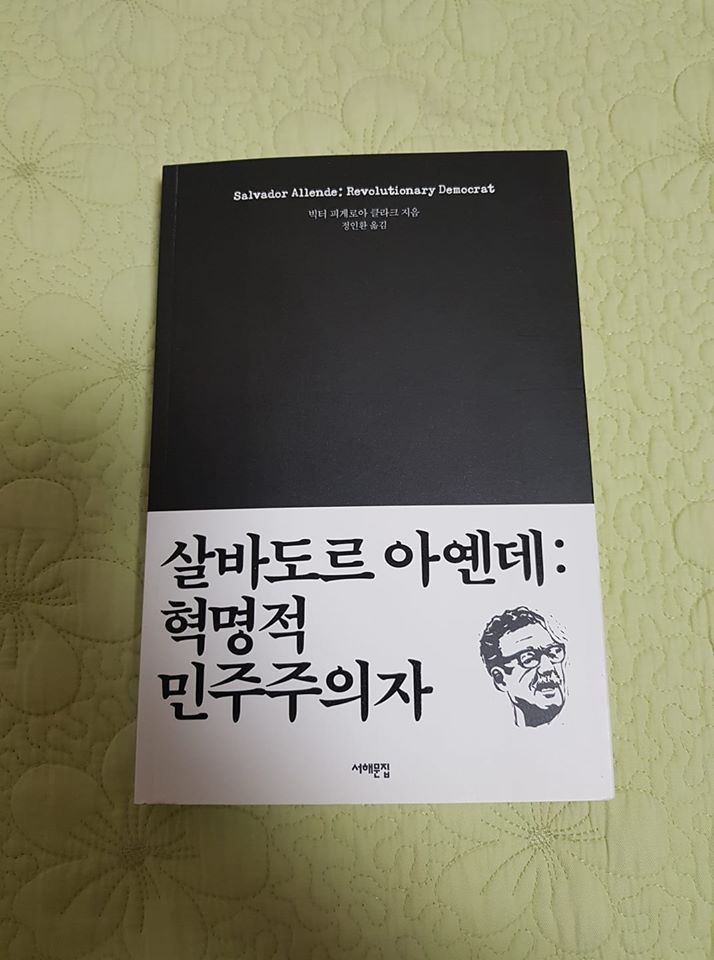 Salvador Allende: Revolutionary Democrat
빅터 피게로아 클라크 지음
정인환 옮김
살바도르 아옌데:
혁명적
민주주의자
서해문집